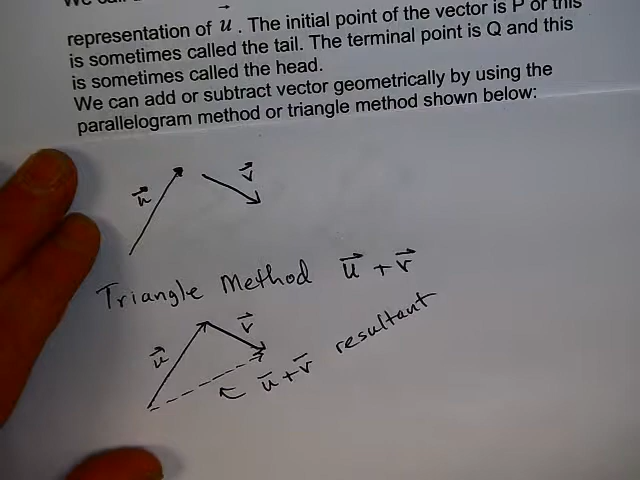 We call
representation of u⃗ . The initial point of the vector is P or this
is sometimes called the tail. The terminal point is Q and this
is sometimes called the head.
We can add or subtract vector geometrically by using the
parallelogram method or triangle method shown below:
u⃗ v⃗
Triangle Method u⃗ + v⃗
u⃗ v⃗
u⃗ + v⃗ resultant